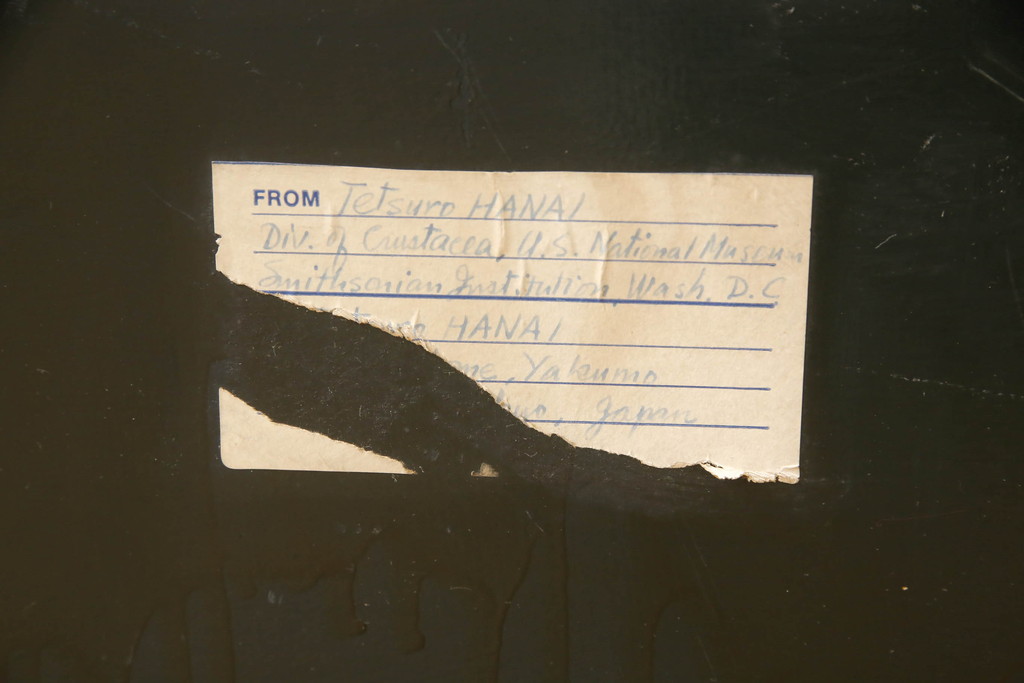 FROM Tetsuro HANAI
Div. of Crustacea, U.S. National Museum
Smithsonian Institution, Wash. D.C.
HANAI
Yakumo
Japan